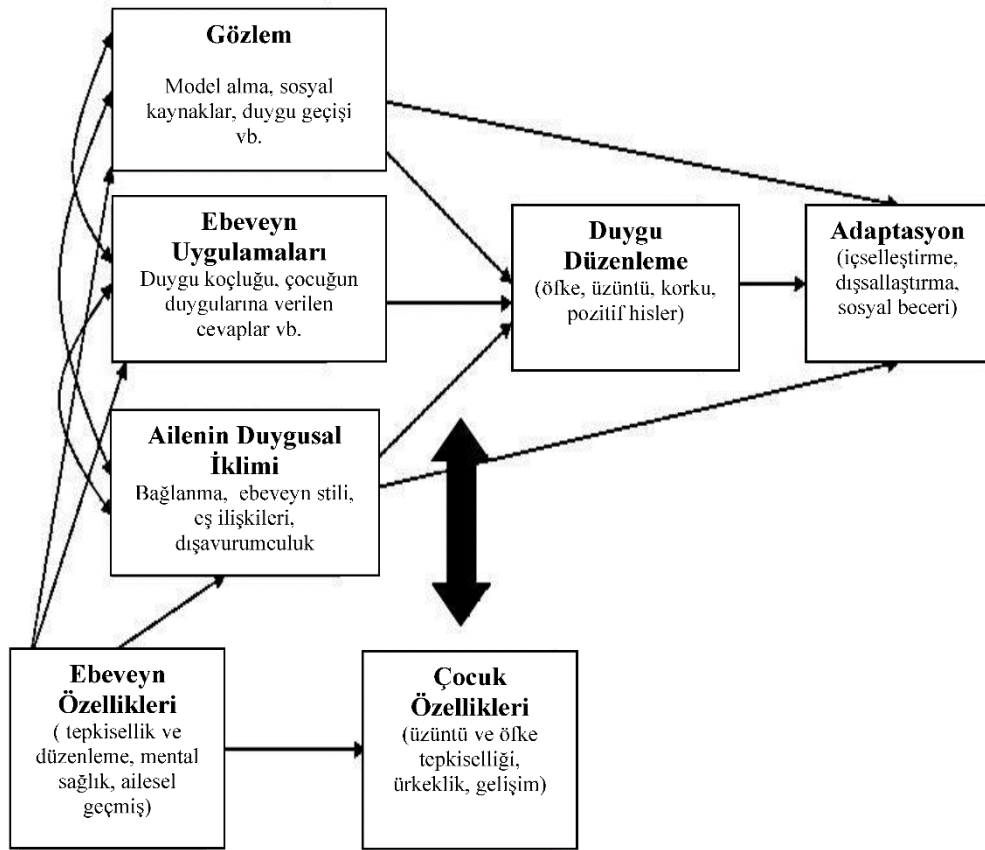 Gözlem
Model alma, sosyal
kaynaklar, duygu geçişi
vb.
Ebeveyn
Uygulamaları
Duygu koçluğu, çocuğun
duygularına verilen
cevaplar vb.
Ailenin Duygusal
İklimi
Bağlanma, ebeveyn stili,
eş ilişkileri,
dışavurumculuk
Duygu
Düzenleme
(öfke, üzüntü, korku,
pozitif hisler)
Adaptasyon
(içselleştirme,
dışsallaştırma,
sosyal beceri)
Ebeveyn
Özellikleri
( tepkisellik ve
düzenleme, mental
sağlık, ailesel
geçmiş)
Çocuk
Özellikleri
(üzüntü ve öfke
tepkiselliği,
ürkeklik, gelişim)